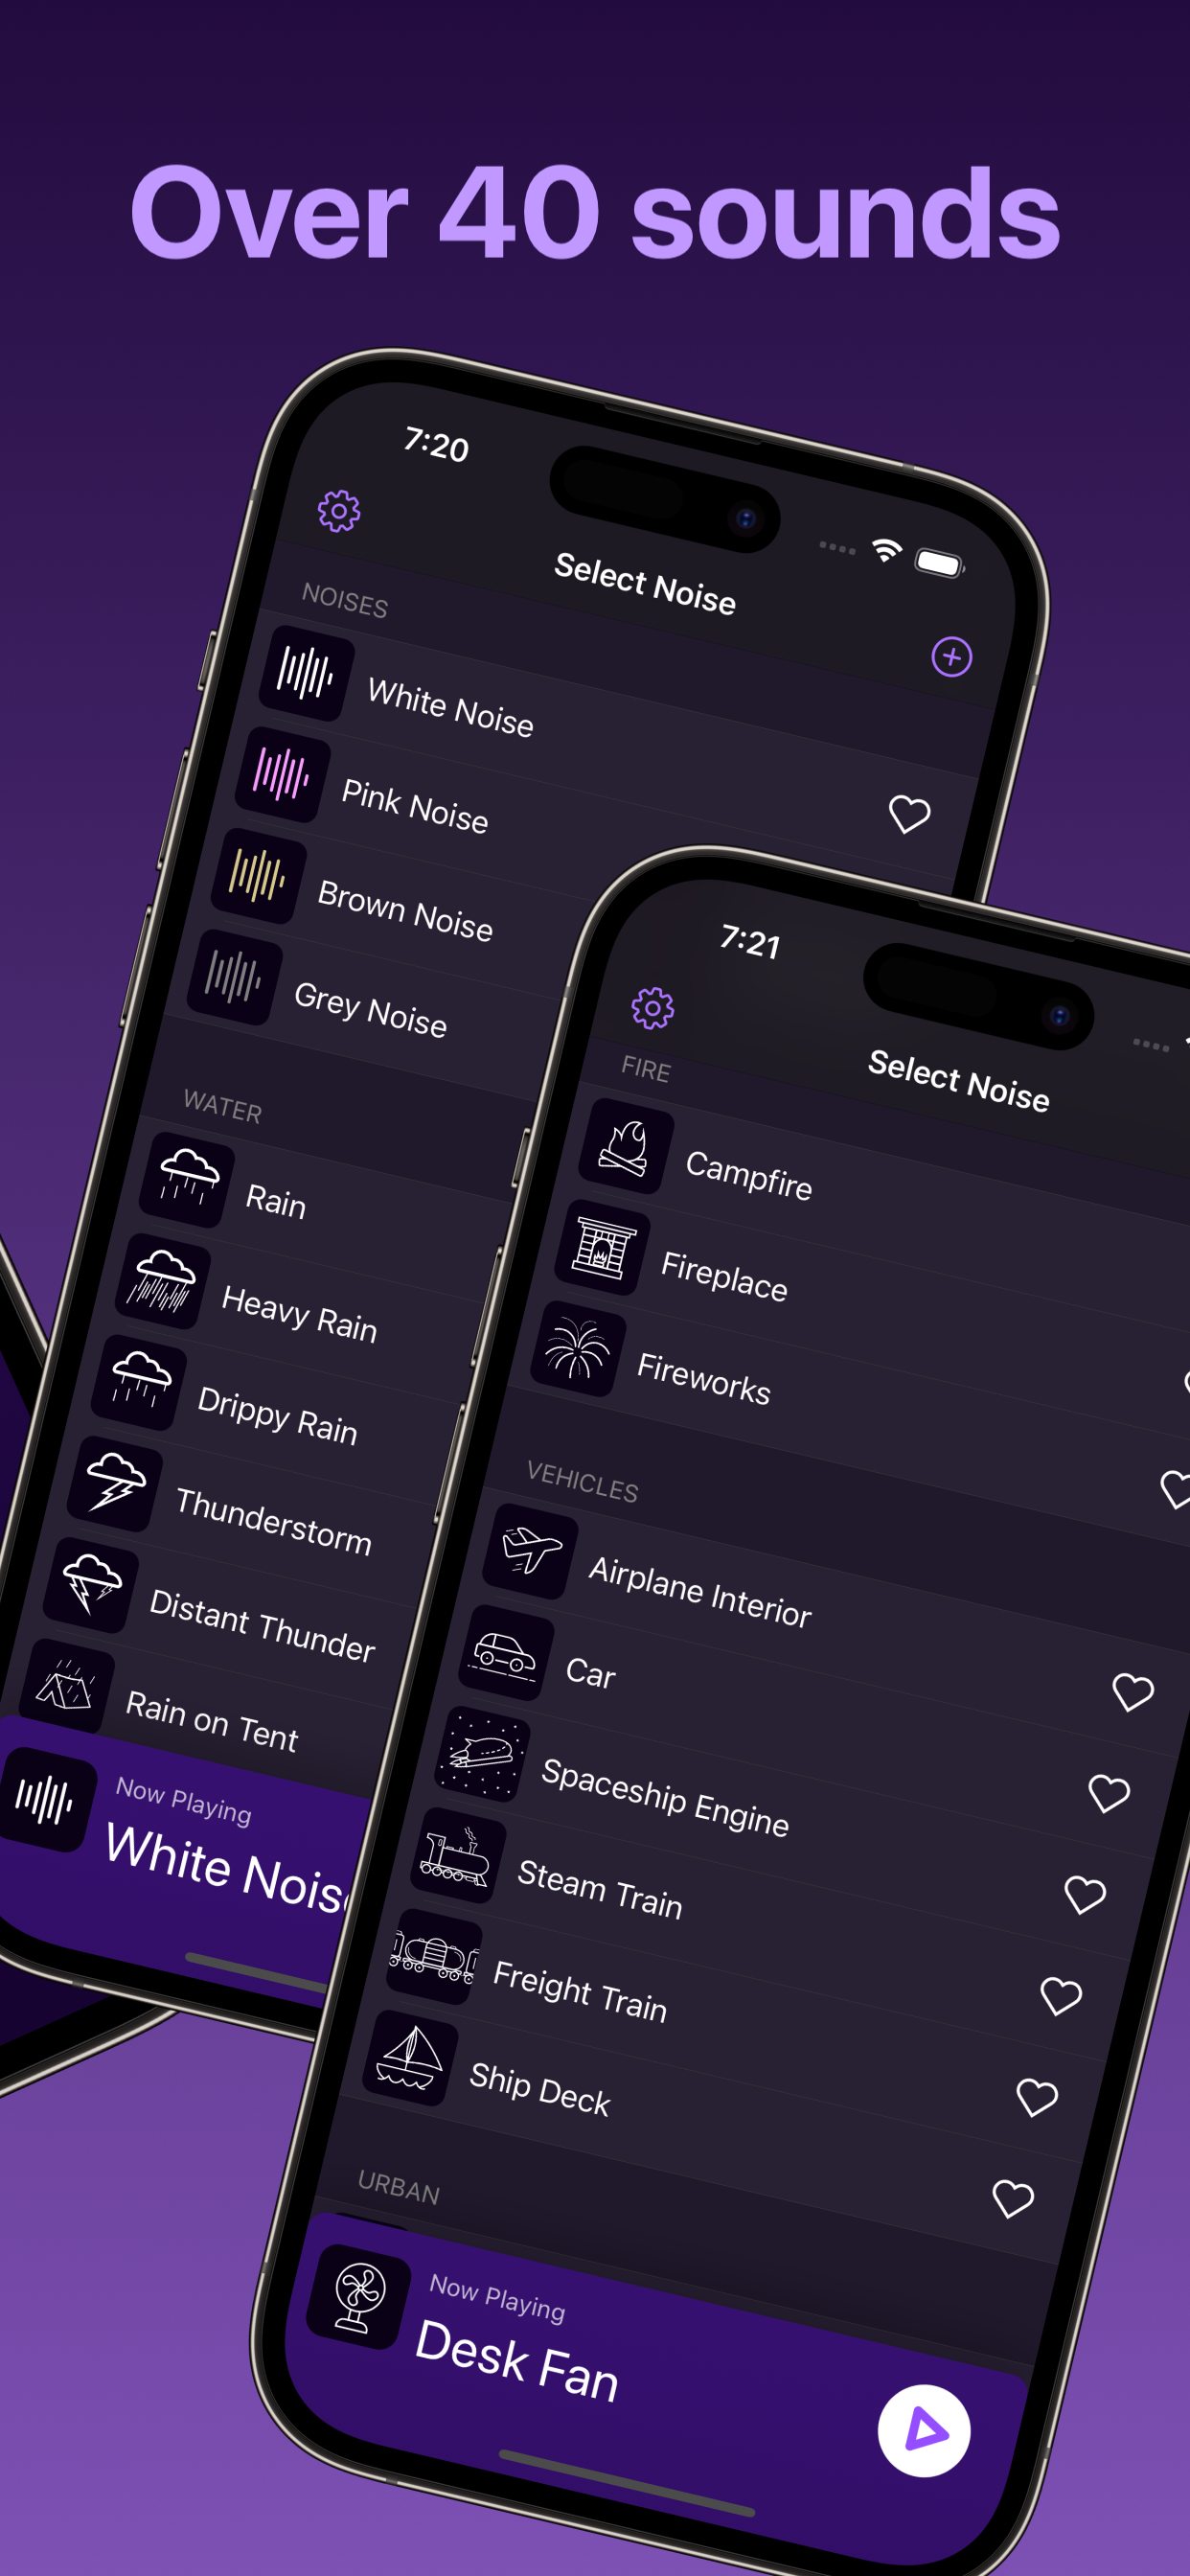 Over 40 sounds
7:20
Select Noise
NOISES
White Noise
Pink Noise
Brown Noise
Grey Noise
WATER
Rain
Heavy Rain
Drippy Rain
Thunderstorm
Distant Thunder
Rain on Tent
Now Playing
White Noise
7:21
Select Noise
FIRE
Campfire
Fireplace
Fireworks
VEHICLES
Airplane Interior
Car
Spaceship Engine
Steam Train
Freight Train
Ship Deck
URBAN
Now Playing
Desk Fan